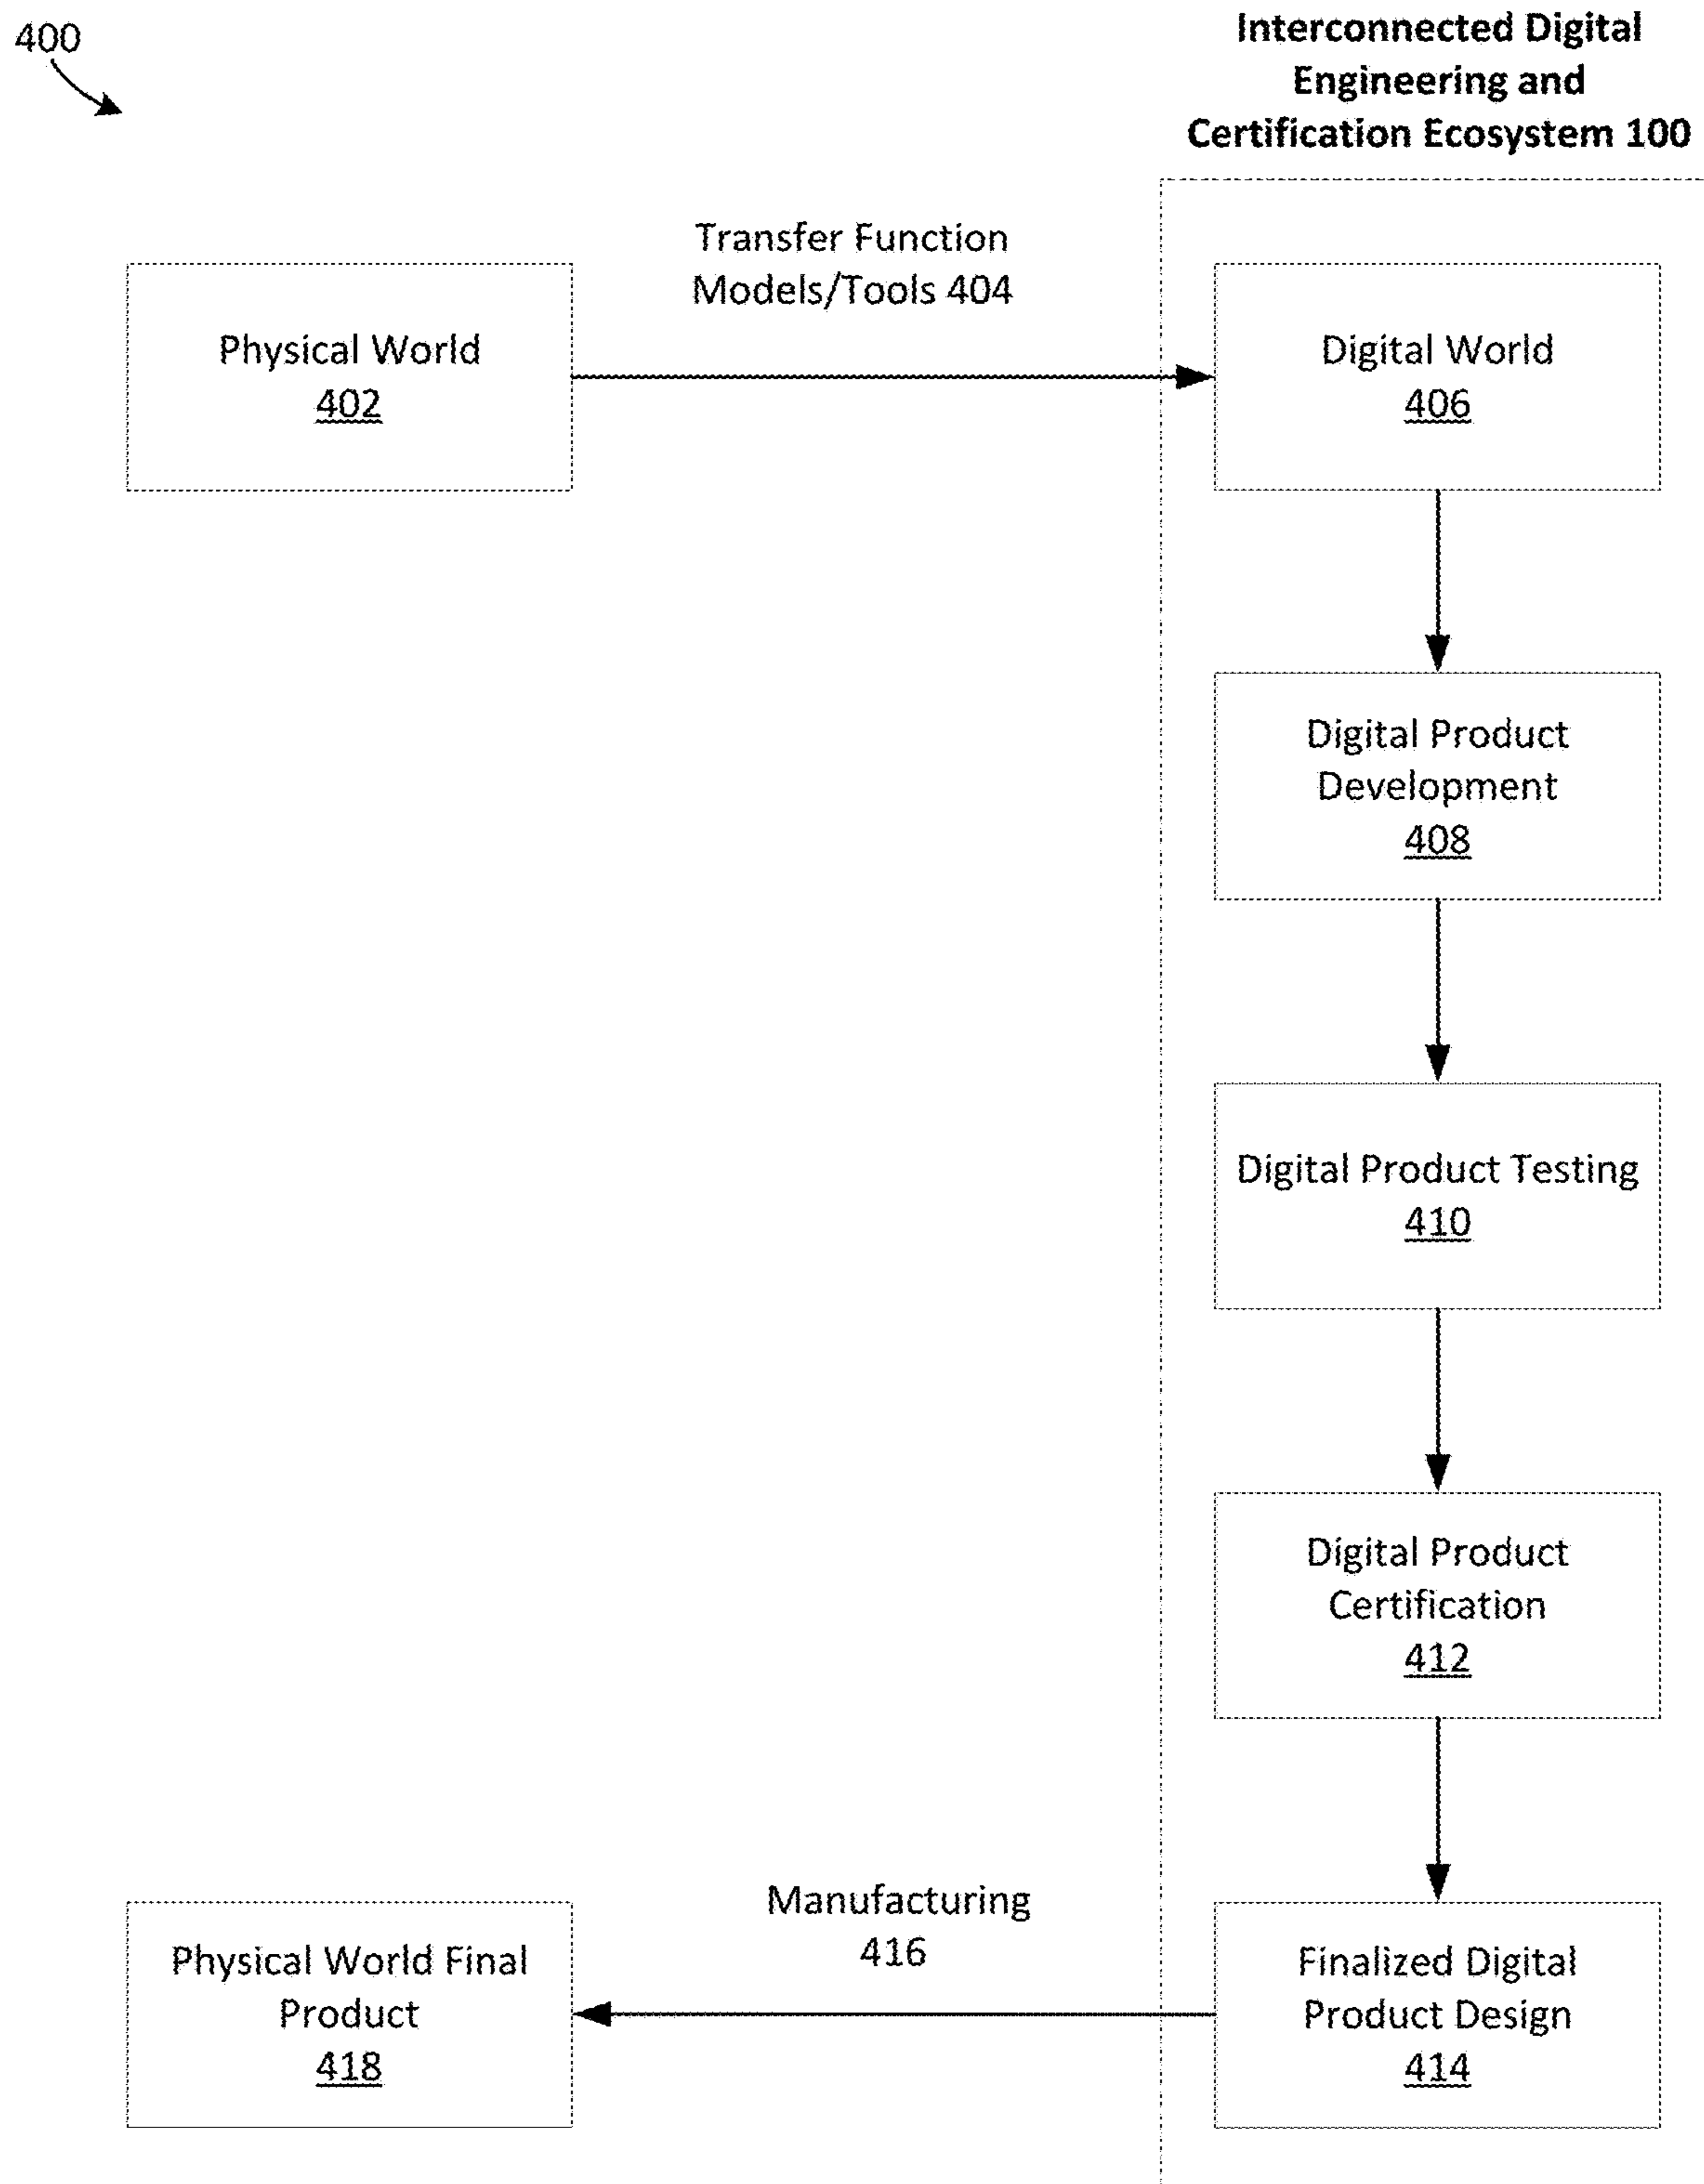 400
Interconnected Digital
Engineering and
Certification Ecosystem 100
Transfer Function
Models/Tools 404
Physical World
402
Digital World
406
Digital Product
Development
408
Digital Product Testing
410
Digital Product
Certification
412
Manufacturing
416
Physical World Final
Product
418
Finalized Digital
Product Design
414